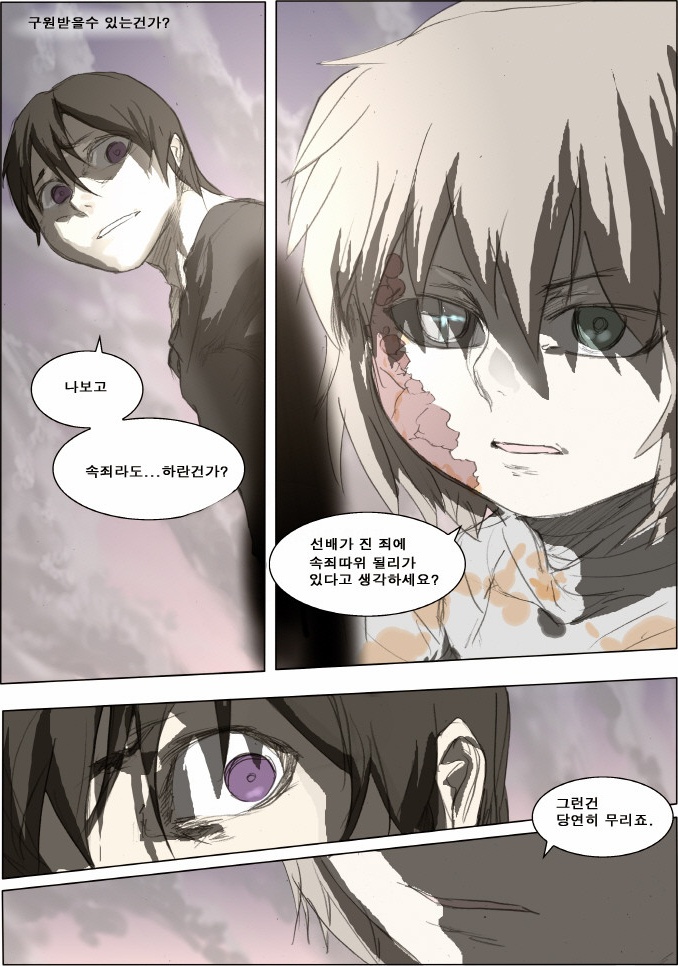 구원받을수 있는건가?
나보고
속죄라도...하란건가?
선배가 진 죄에
속죄따위 될리가
있다고 생각하세요?
그런건
당연히 무리죠.